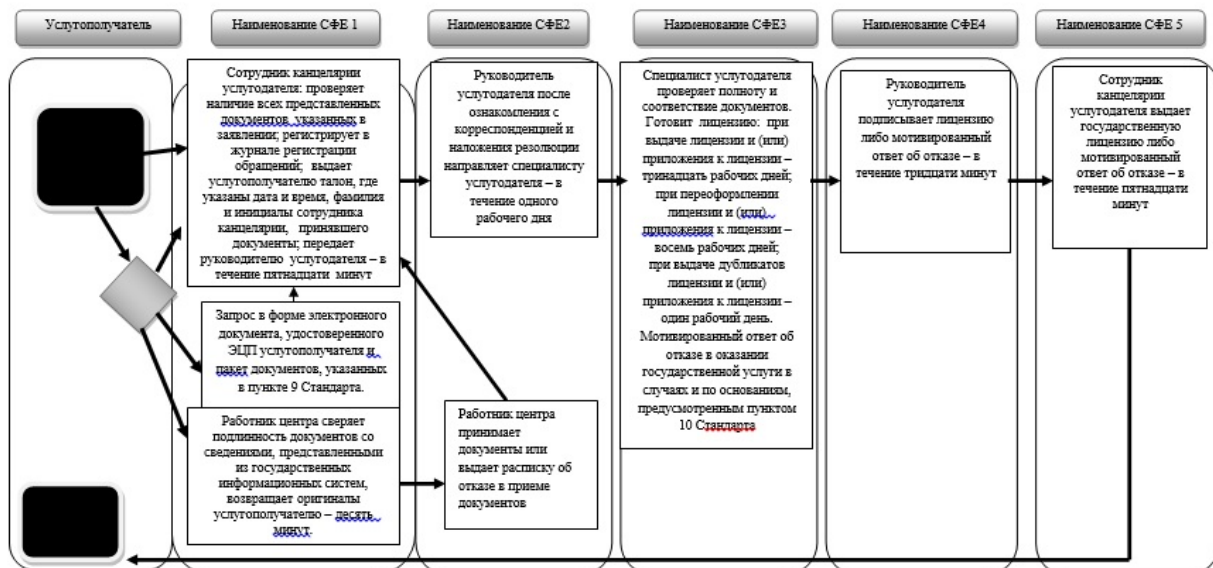 Услугополучатель
Наименование СФЕ 1
Наименование СФЕ2
Наименование СФЕ3
Наименование СФЕ4
Наименование СФЕ 5
Сотрудник канцелярии
услугодателя: проверяет
наличие всех представленных
документов, указанных в
заявлении; регистрирует в
журнале регистрации
обращений; выдает
услугополучателю талон, где
указаны дата и время, фамилия
и инициалы сотрудника
канцелярии, принявшего
документы; передает
руководителю услугодателя – в
течение пятнадцати минут
Запрос в форме электронного
документа, удостоверенного
ЭЦП услугополучателя и
пакет документов, указанных
в пункте 9 Стандарта.
Работник центра сверяет
подлинность документов со
сведениями, представленными
из государственных
информационных систем,
возвращает оригиналы
услугополучателю – десять
минут.
Руководитель
услугодателя после
ознакомления с
корреспонденцией и
наложения резолюции
направляет специалисту
услугодателя – в
течение одного
рабочего дня
Работник центра
принимает
документы или
выдает расписку об
отказе в приеме
документов
Специалист услугодателя
проверяет полноту и
соответствие документов.
Готовит лицензию: при
выдаче лицензии и (или)
приложения к лицензии –
тринадцать рабочих дней;
при переоформлении
лицензии и (или)
приложения к лицензии –
восемь рабочих дней;
при выдаче дубликатов
лицензии и (или)
приложения к лицензии –
один рабочий день.
Мотивированный ответ об
отказе в оказании
государственной услуги в
случаях и по основаниям,
предусмотренным пунктом
10 Стандарта
Руководитель
услугодателя
подписывает лицензию
либо мотивированный
ответ об отказе – в
течение тридцати минут
Сотрудник
канцелярии
услугодателя выдает
государственную
лицензию либо
мотивированный
ответ об отказе – в
течение пятнадцати
минут